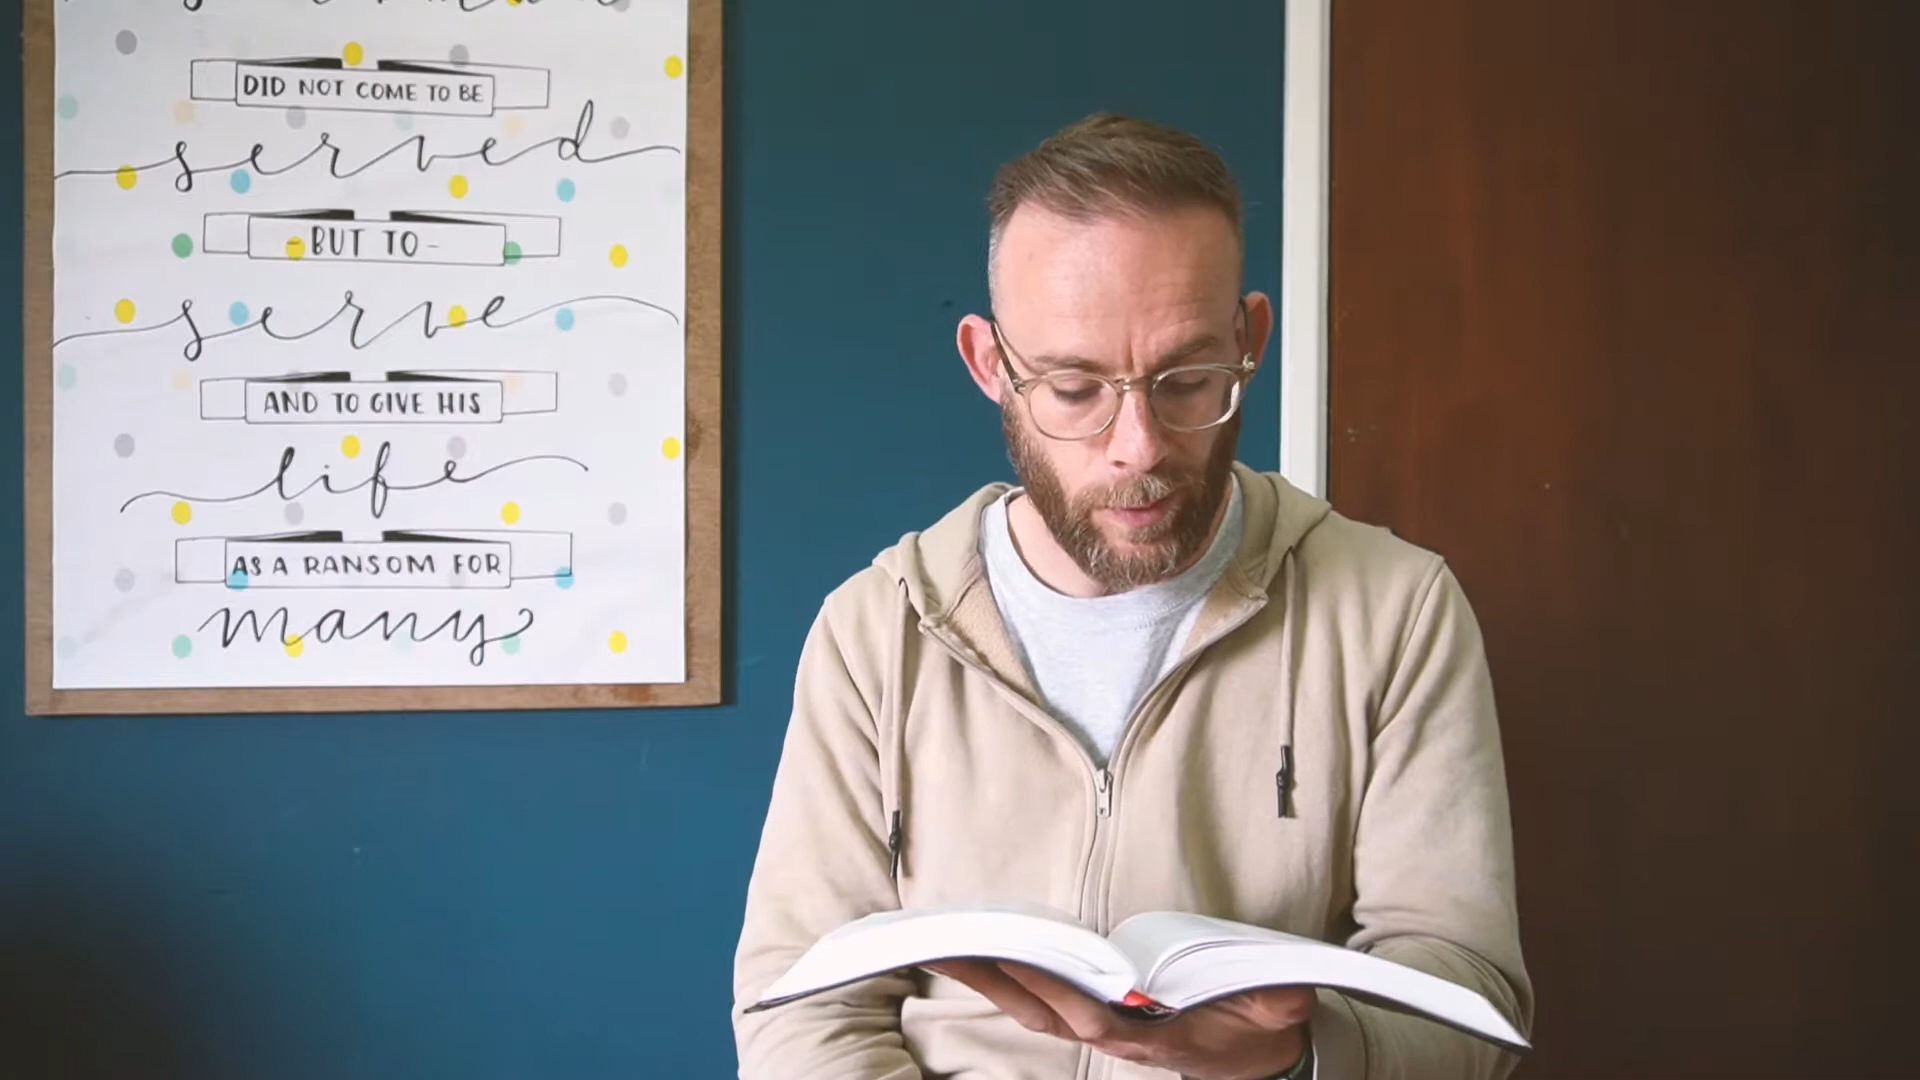 DID NOT COME TO BE
served
- BUT TO -
serve
AND TO GIVE HIS
life
AS A RANSOM FOR
many